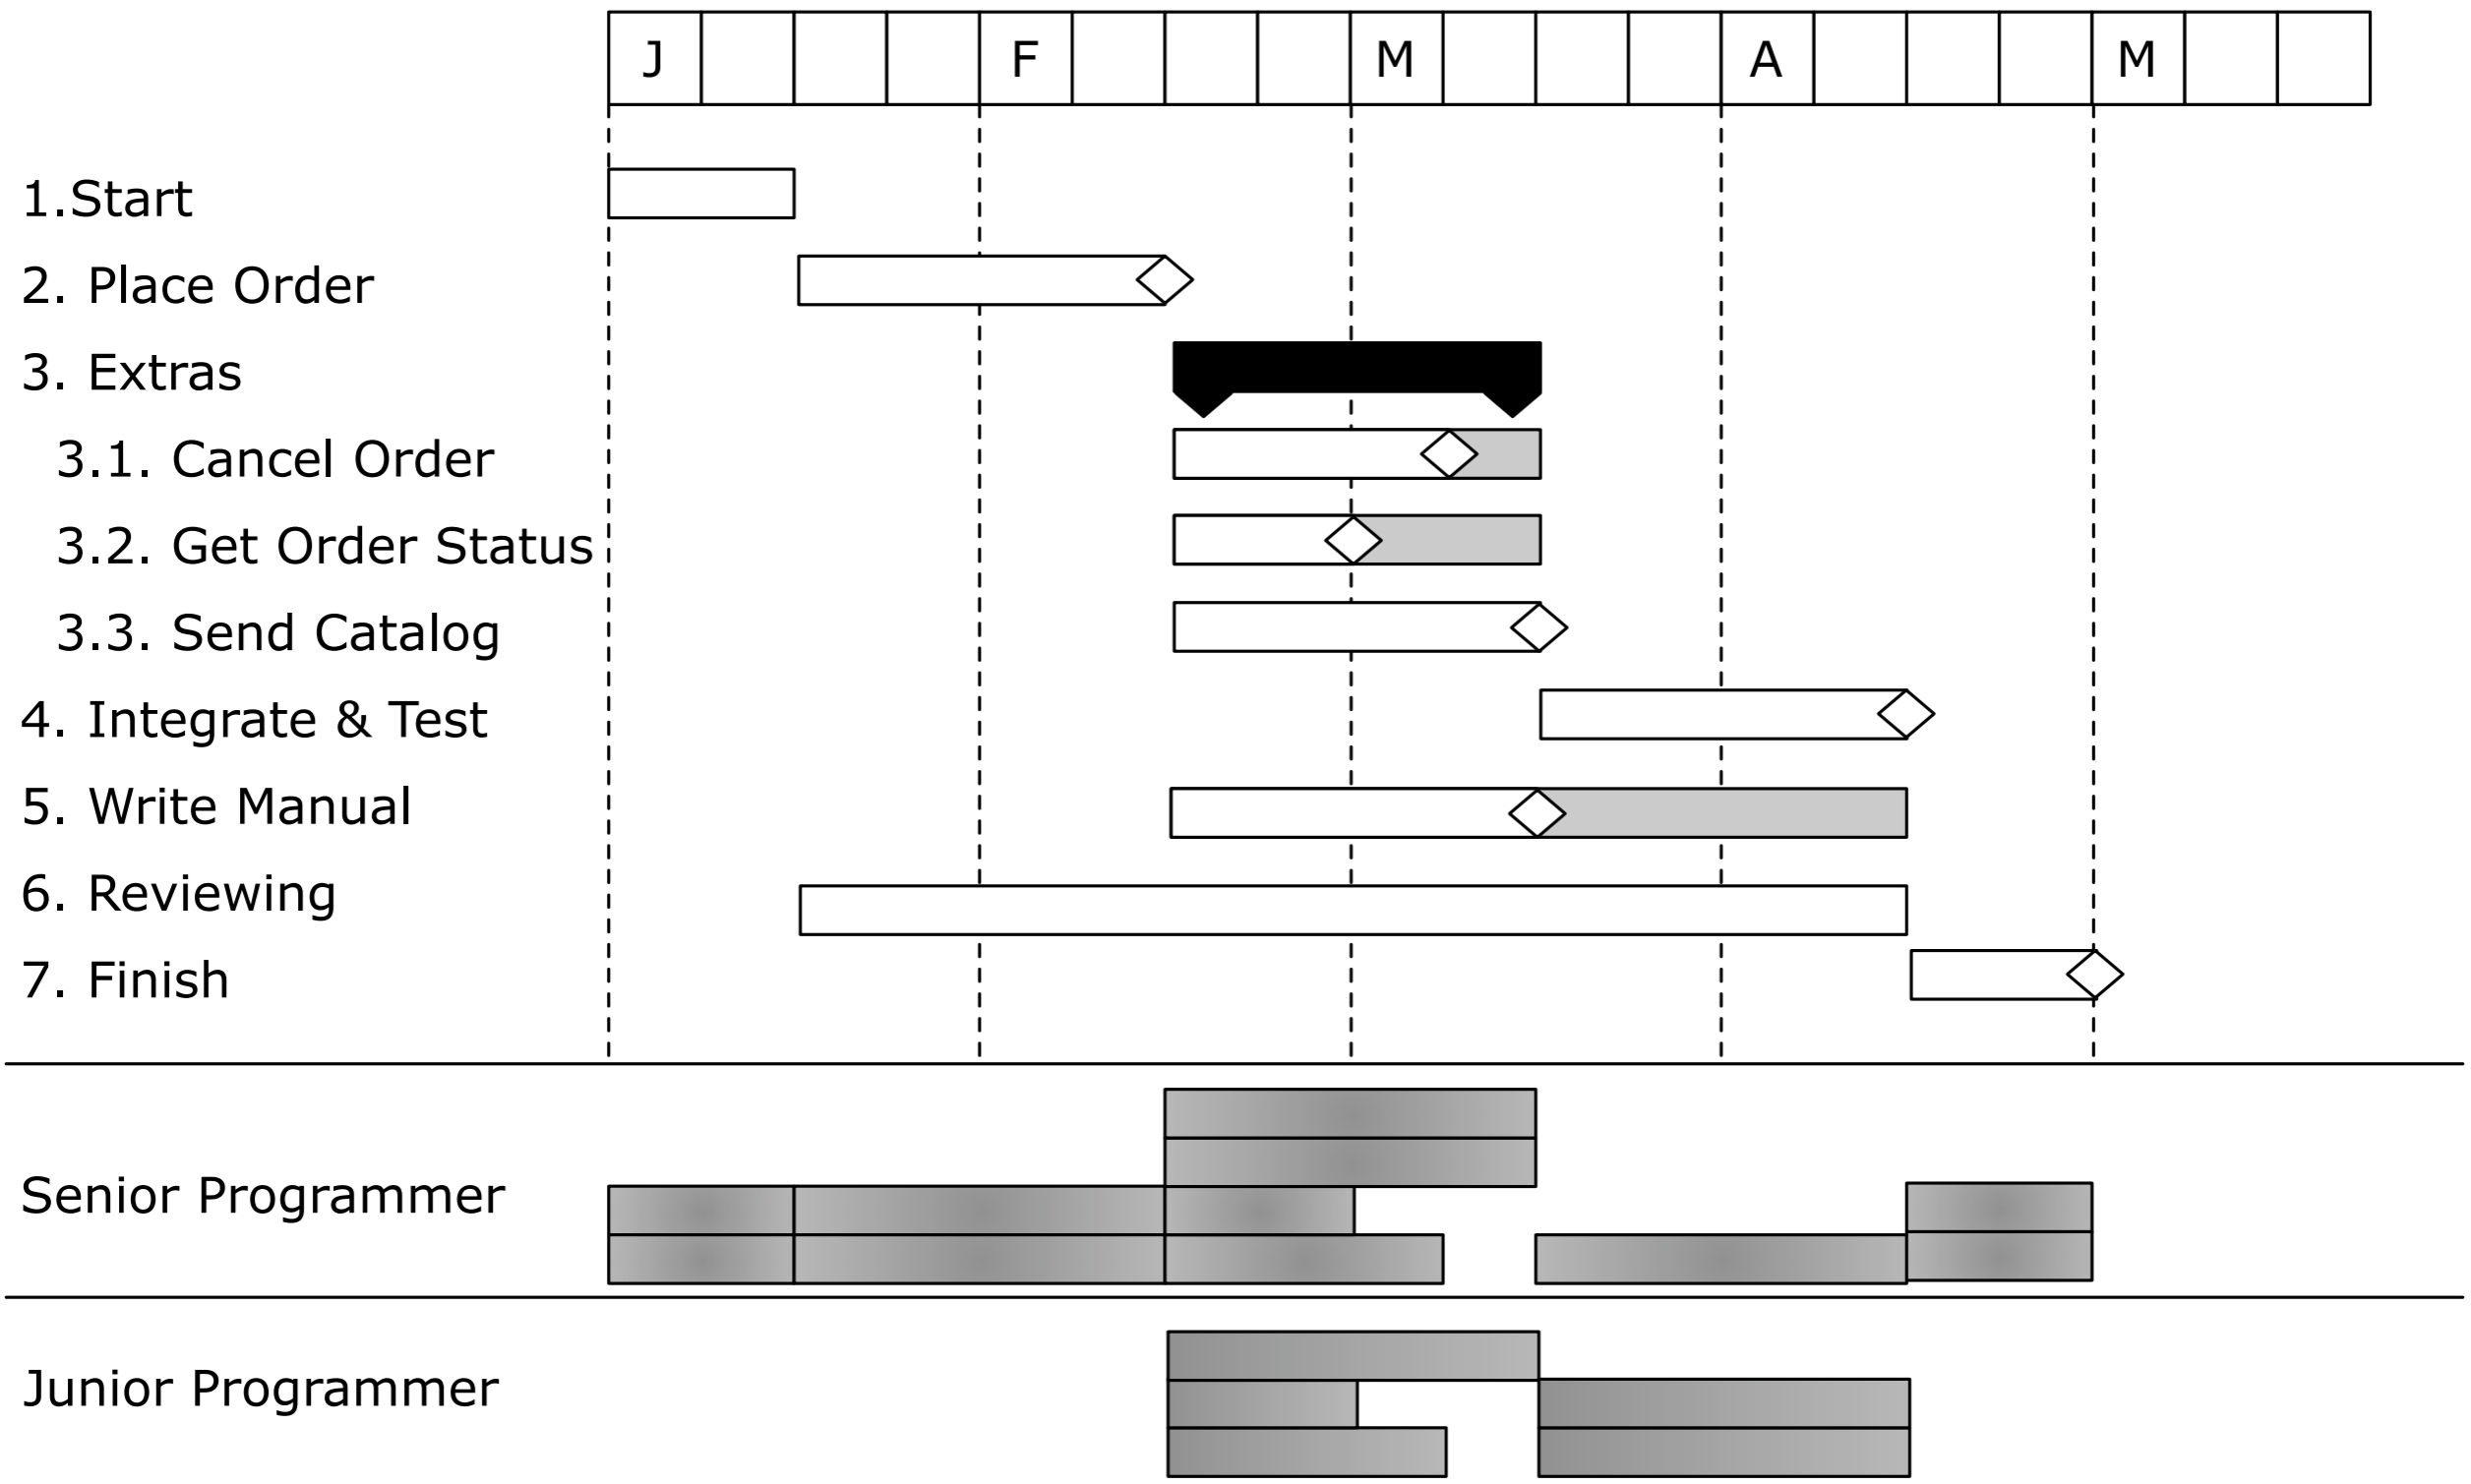 J F M A M
1.Start
2. Place Order
3. Extras
3.1. Cancel Order
3.2. Get Order Status
3.3. Send Catalog
4. Integrate & Test
5. Write Manual
6. Reviewing
7. Finish
Senior Programmer
Junior Programmer